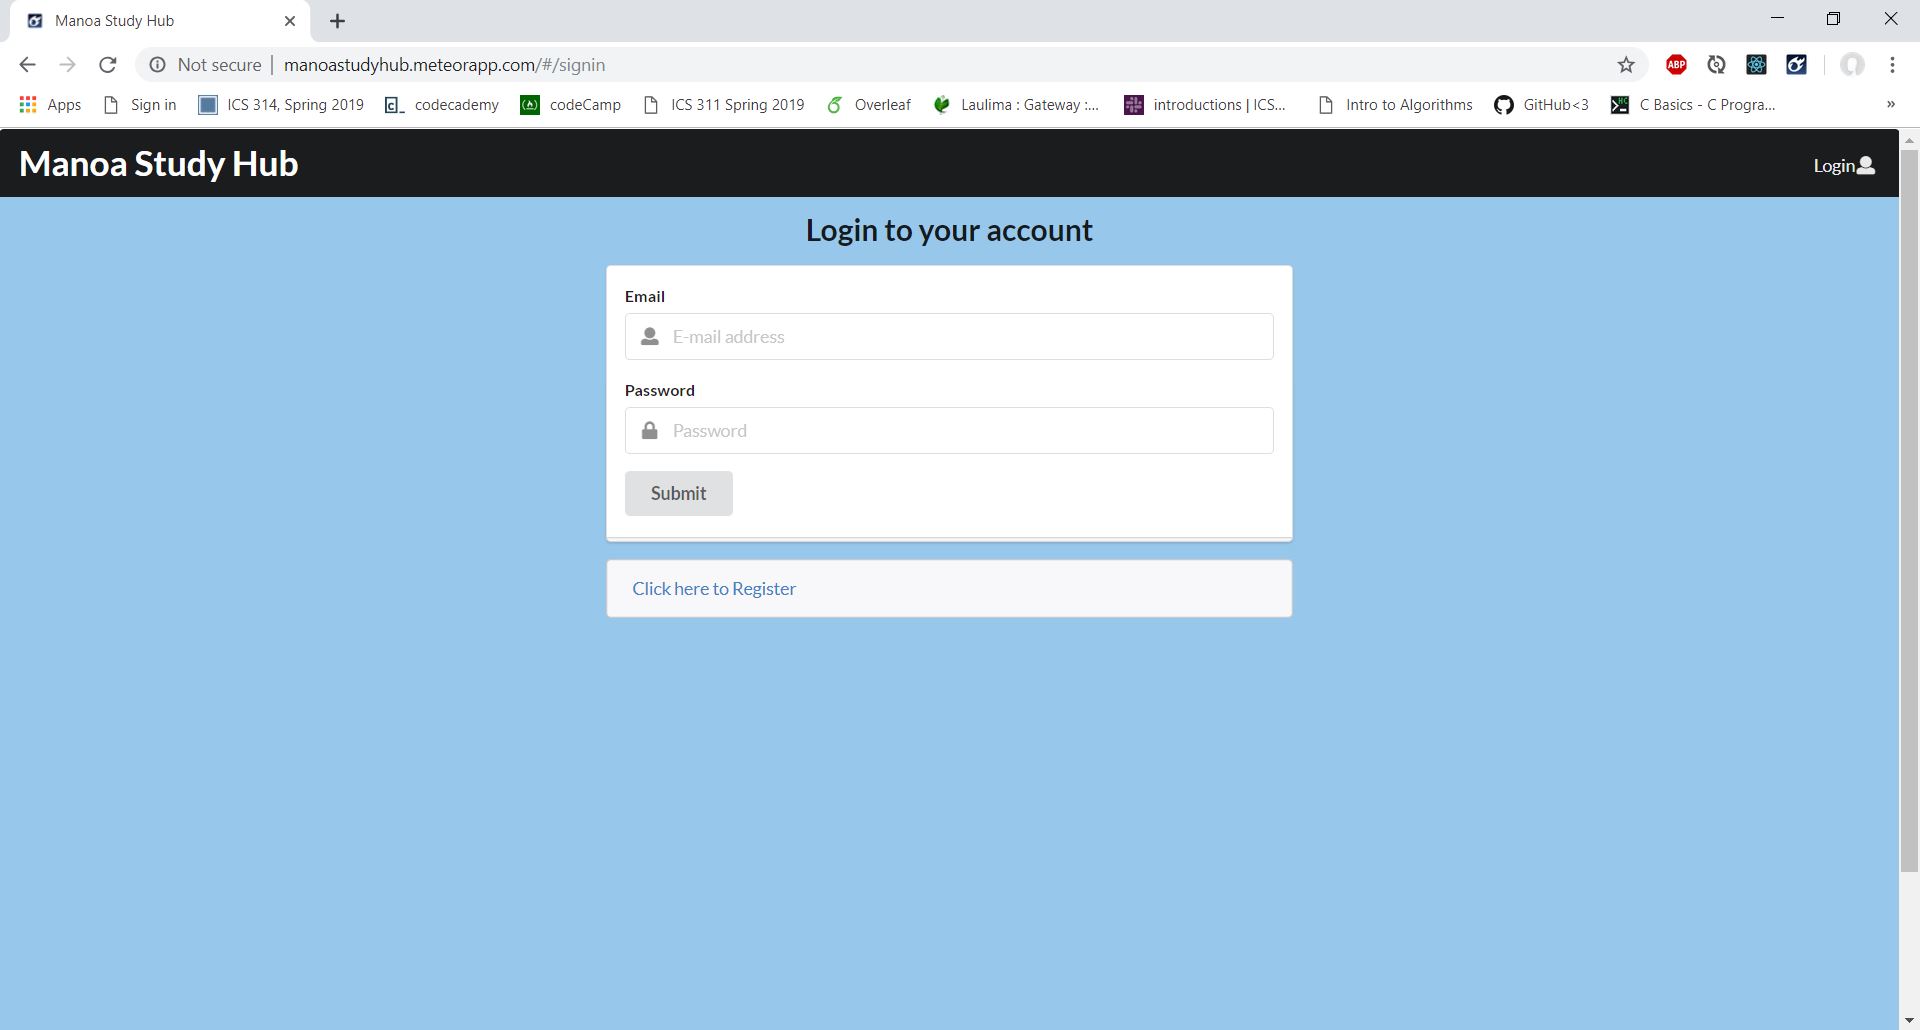 Manoa Study Hub
Not secure | manoastudyhub.meteorapp.com/#/signin
ABP
Apps Sign in ICS 314, Spring 2019 codecademy codeCamp ICS 311 Spring 2019 Overleaf Laulima : Gateway :... introductions | ICS... Intro to Algorithms GitHub<3 C Basics - C Progra... »
Manoa Study Hub Login
Login to your account
Email
E-mail address
Password
Password
Submit
Click here to Register